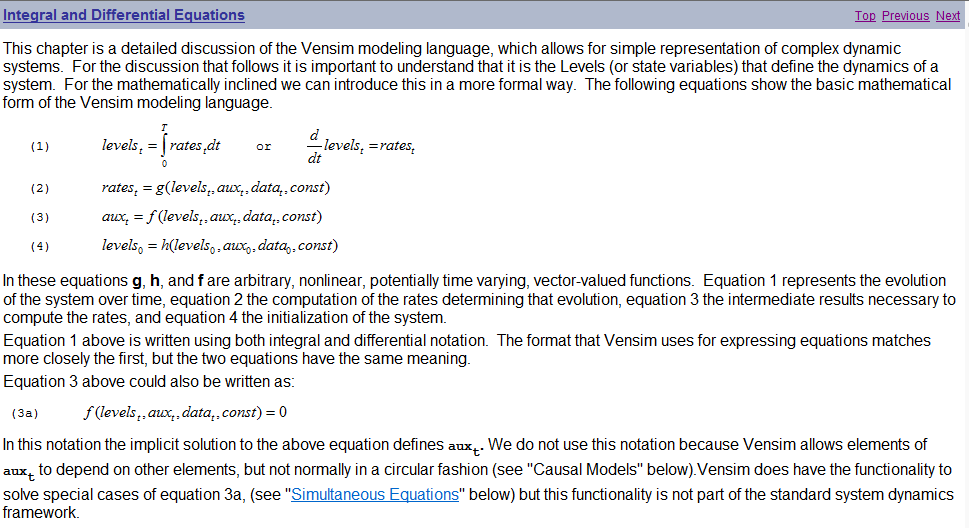 Integral and Differential Equations Top Previous Next
This chapter is a detailed discussion of the Vensim modeling language, which allows for simple representation of complex dynamic
systems.  For the discussion that follows it is important to understand that it is the Levels (or state variables) that define the dynamics of a
system.  For the mathematically inclined we can introduce this in a more formal way.  The following equations show the basic mathematical
form of the Vensim modeling language.
(1) levels_t = ∫_0^T rates_t dt or d/dt levels_t = rates_t
(2) rates_t = g(levels_t, aux_t, data_t, const)
(3) aux_t = f(levels_t, aux_t, data_t, const)
(4) levels_0 = h(levels_0, aux_0, data_0, const)
In these equations g, h, and f are arbitrary, nonlinear, potentially time varying, vector-valued functions.  Equation 1 represents the evolution
of the system over time, equation 2 the computation of the rates determining that evolution, equation 3 the intermediate results necessary to
compute the rates, and equation 4 the initialization of the system.
Equation 1 above is written using both integral and differential notation.  The format that Vensim uses for expressing equations matches
more closely the first, but the two equations have the same meaning.
Equation 3 above could also be written as:
(3a) f(levels_t, aux_t, data_t, const) = 0
In this notation the implicit solution to the above equation defines aux_t. We do not use this notation because Vensim allows elements of
aux_t to depend on other elements, but not normally in a circular fashion (see "Causal Models" below).Vensim does have the functionality to
solve special cases of equation 3a, (see "Simultaneous Equations" below) but this functionality is not part of the standard system dynamics
framework.